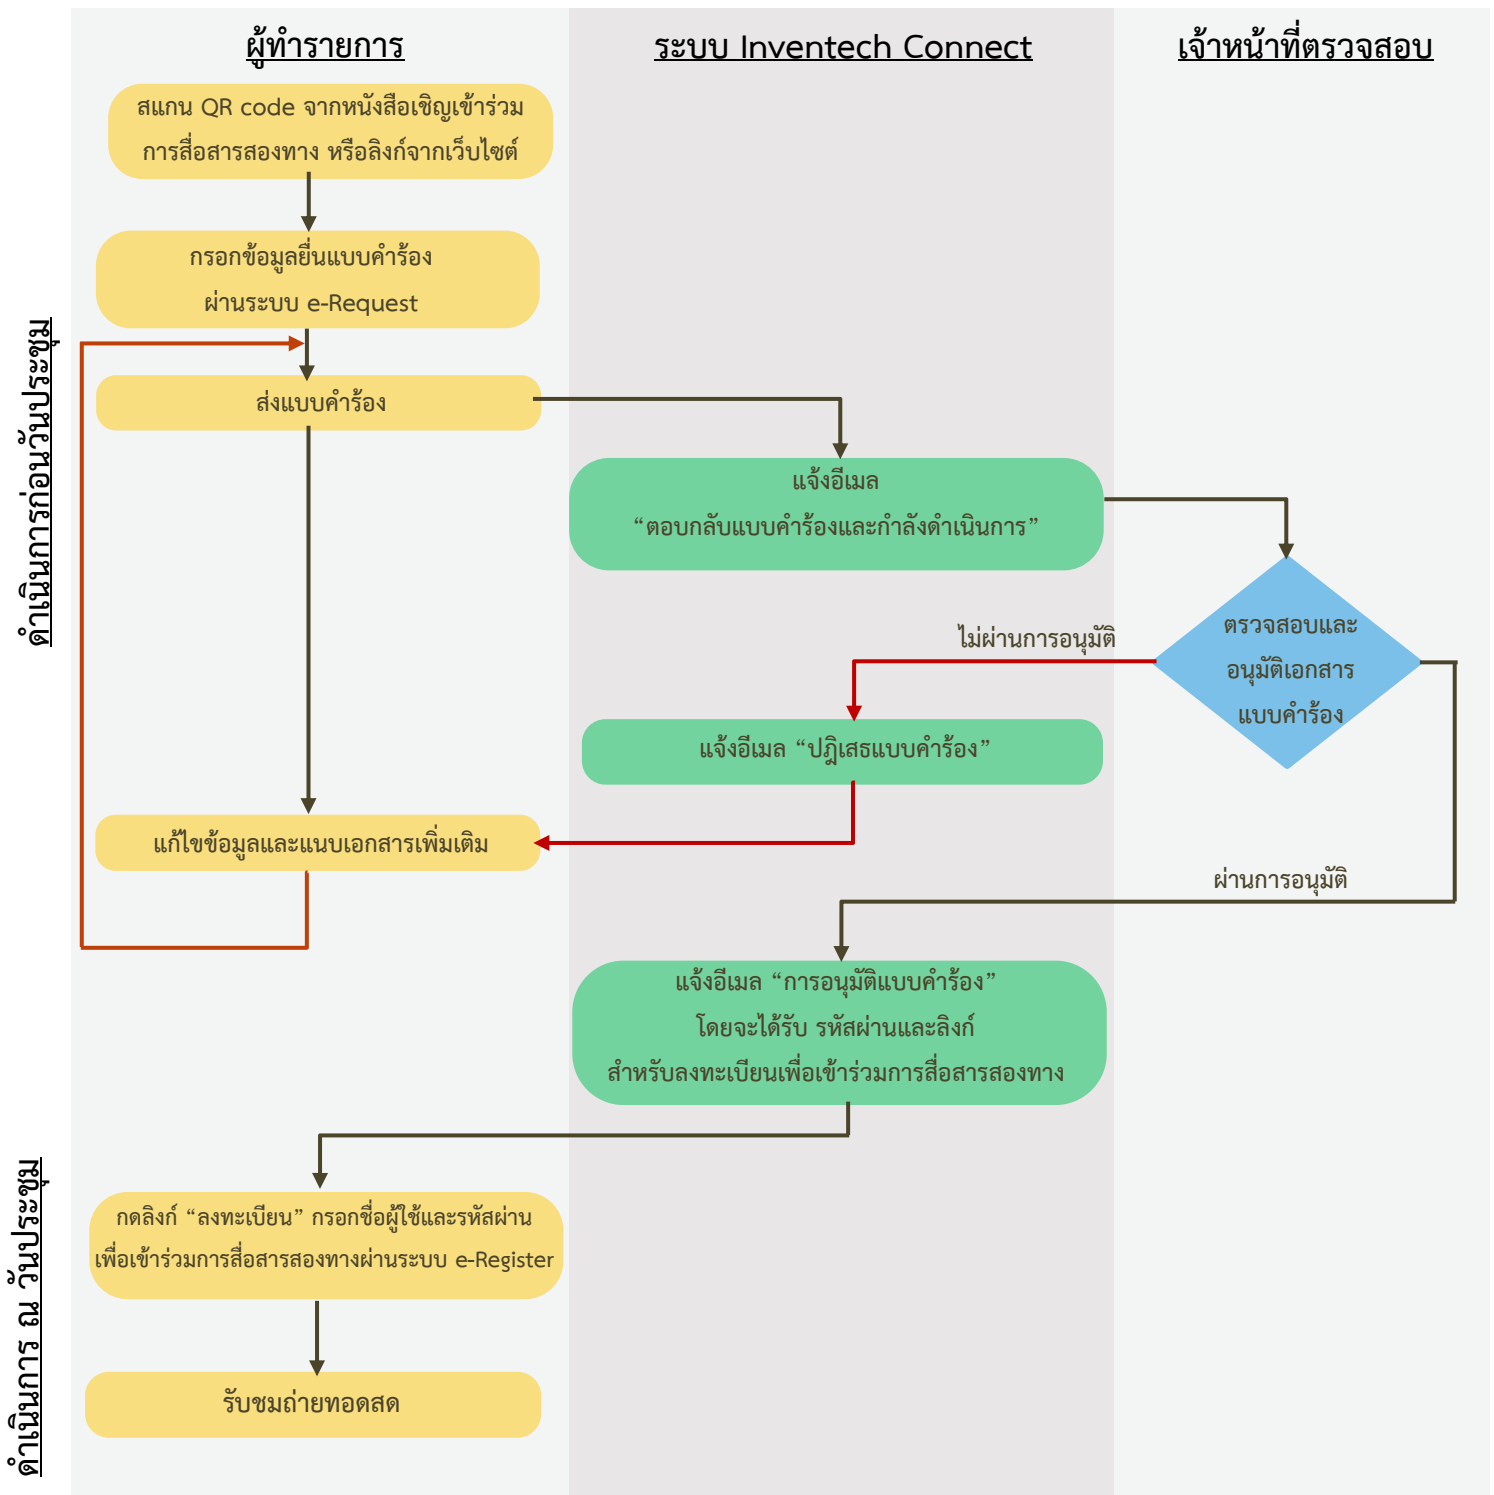 ผู้ทำรายการ
ระบบ Inventech Connect
เจ้าหน้าที่ตรวจสอบ
ดำเนินการก่อนวันประชุม
สแกน QR code จากหนังสือเชิญเข้าร่วม
การสื่อสารสองทาง หรือลิงก์จากเว็บไซต์
กรอกข้อมูลยื่นแบบคำร้อง
ผ่านระบบ e-Request
ส่งแบบคำร้อง
แจ้งอีเมล
“ตอบกลับแบบคำร้องและกำลังดำเนินการ”
ตรวจสอบและ
อนุมัติเอกสาร
แบบคำร้อง
ไม่ผ่านการอนุมัติ
แจ้งอีเมล “ปฎิเสธแบบคำร้อง”
แก้ไขข้อมูลและแนบเอกสารเพิ่มเติม
ผ่านการอนุมัติ
แจ้งอีเมล “การอนุมัติแบบคำร้อง”
โดยจะได้รับ รหัสผ่านและลิงก์
สำหรับลงทะเบียนเพื่อเข้าร่วมการสื่อสารสองทาง
ดำเนินการ ณ วันประชุม
กดลิงก์ “ลงทะเบียน” กรอกชื่อผู้ใช้และรหัสผ่าน
เพื่อเข้าร่วมการสื่อสารสองทางผ่านระบบ e-Register
รับชมถ่ายทอดสด